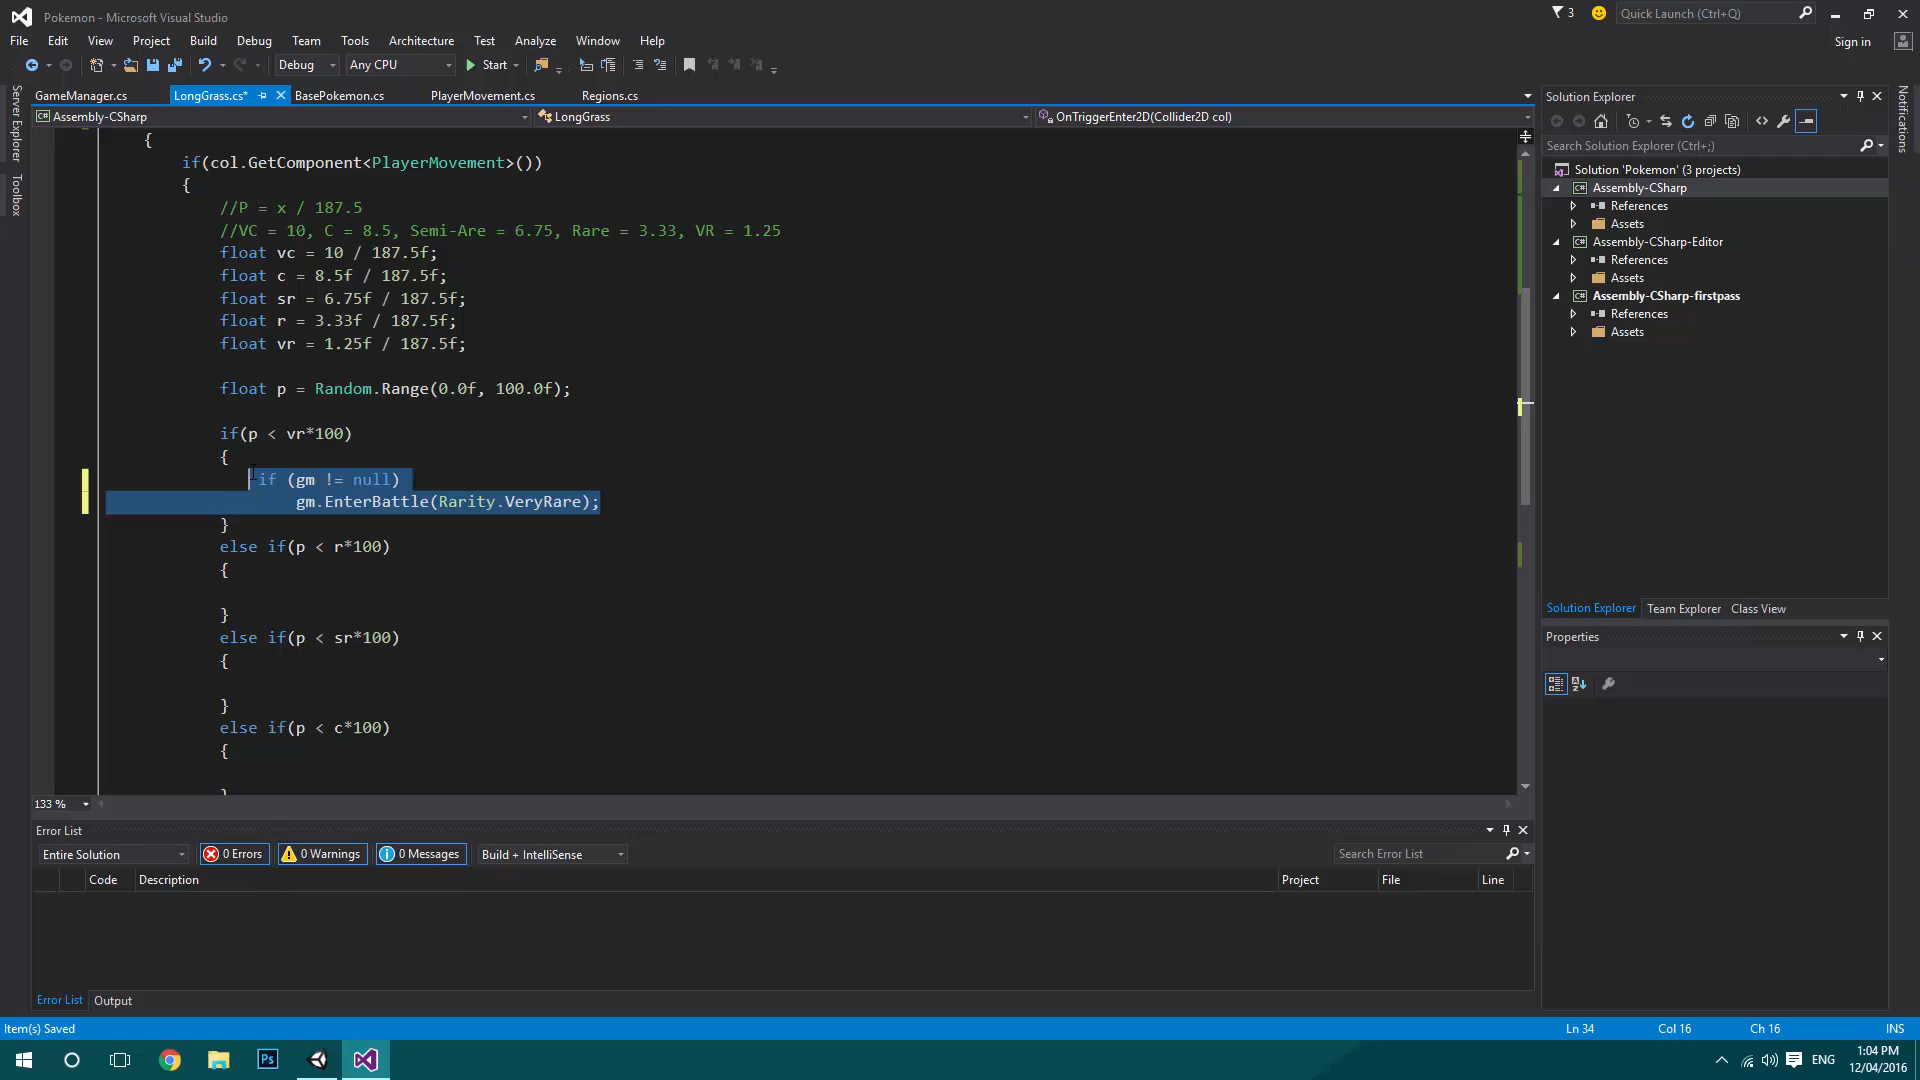 Pokemon - Microsoft Visual Studio
3
Quick Launch (Ctrl+Q)
File Edit View Project Build Debug Team Tools Architecture Test Analyze Window Help
Sign in
Debug Any CPU Start
Server Explorer
Toolbox
GameManager.cs LongGrass.cs* BasePokemon.cs PlayerMovement.cs Regions.cs
Assembly-CSharp LongGrass OnTriggerEnter2D(Collider2D col)
{
if(col.GetComponent<PlayerMovement>())
{
//P = x / 187.5
//VC = 10, C = 8.5, Semi-Are = 6.75, Rare = 3.33, VR = 1.25
float vc = 10 / 187.5f;
float c = 8.5f / 187.5f;
float sr = 6.75f / 187.5f;
float r = 3.33f / 187.5f;
float vr = 1.25f / 187.5f;
float p = Random.Range(0.0f, 100.0f);
if(p < vr*100)
{
if (gm != null)
gm.EnterBattle(Rarity.VeryRare);
}
else if(p < r*100)
{
}
else if(p < sr*100)
{
}
else if(p < c*100)
{
}
133 %
Solution Explorer
Search Solution Explorer (Ctrl+;)
Solution 'Pokemon' (3 projects)
Assembly-CSharp
References
Assets
Assembly-CSharp-Editor
References
Assets
Assembly-CSharp-firstpass
References
Assets
Solution Explorer Team Explorer Class View
Properties
Notifications
Error List
Entire Solution 0 Errors 0 Warnings 0 Messages Build + IntelliSense Search Error List
Code Description Project File Line
Error List Output
Item(s) Saved Ln 34 Col 16 Ch 16 INS
Ps
ENG
1:04 PM
12/04/2016